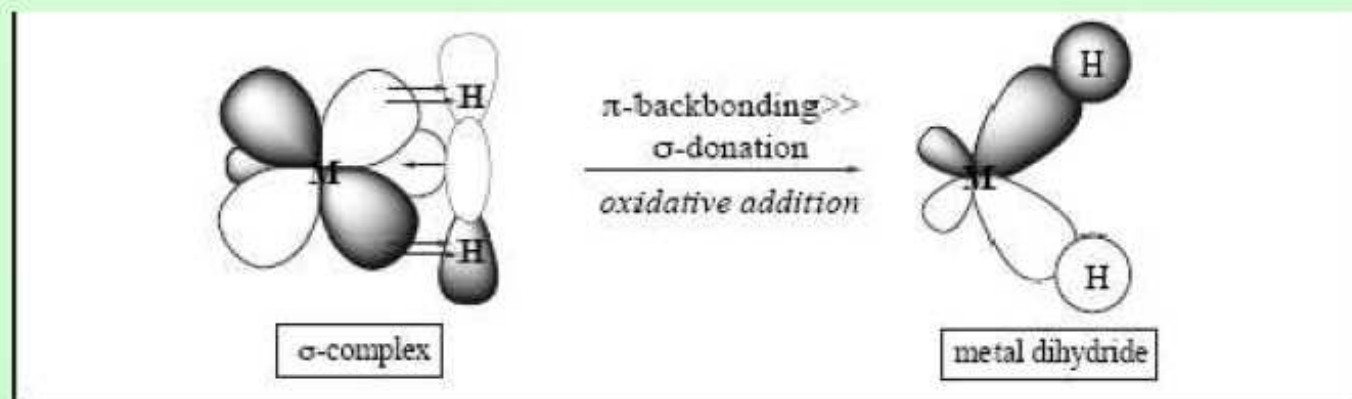 H
M
H
σ-complex
π-backbonding>>
σ-donation
oxidative addition
H
M
H
metal dihydride